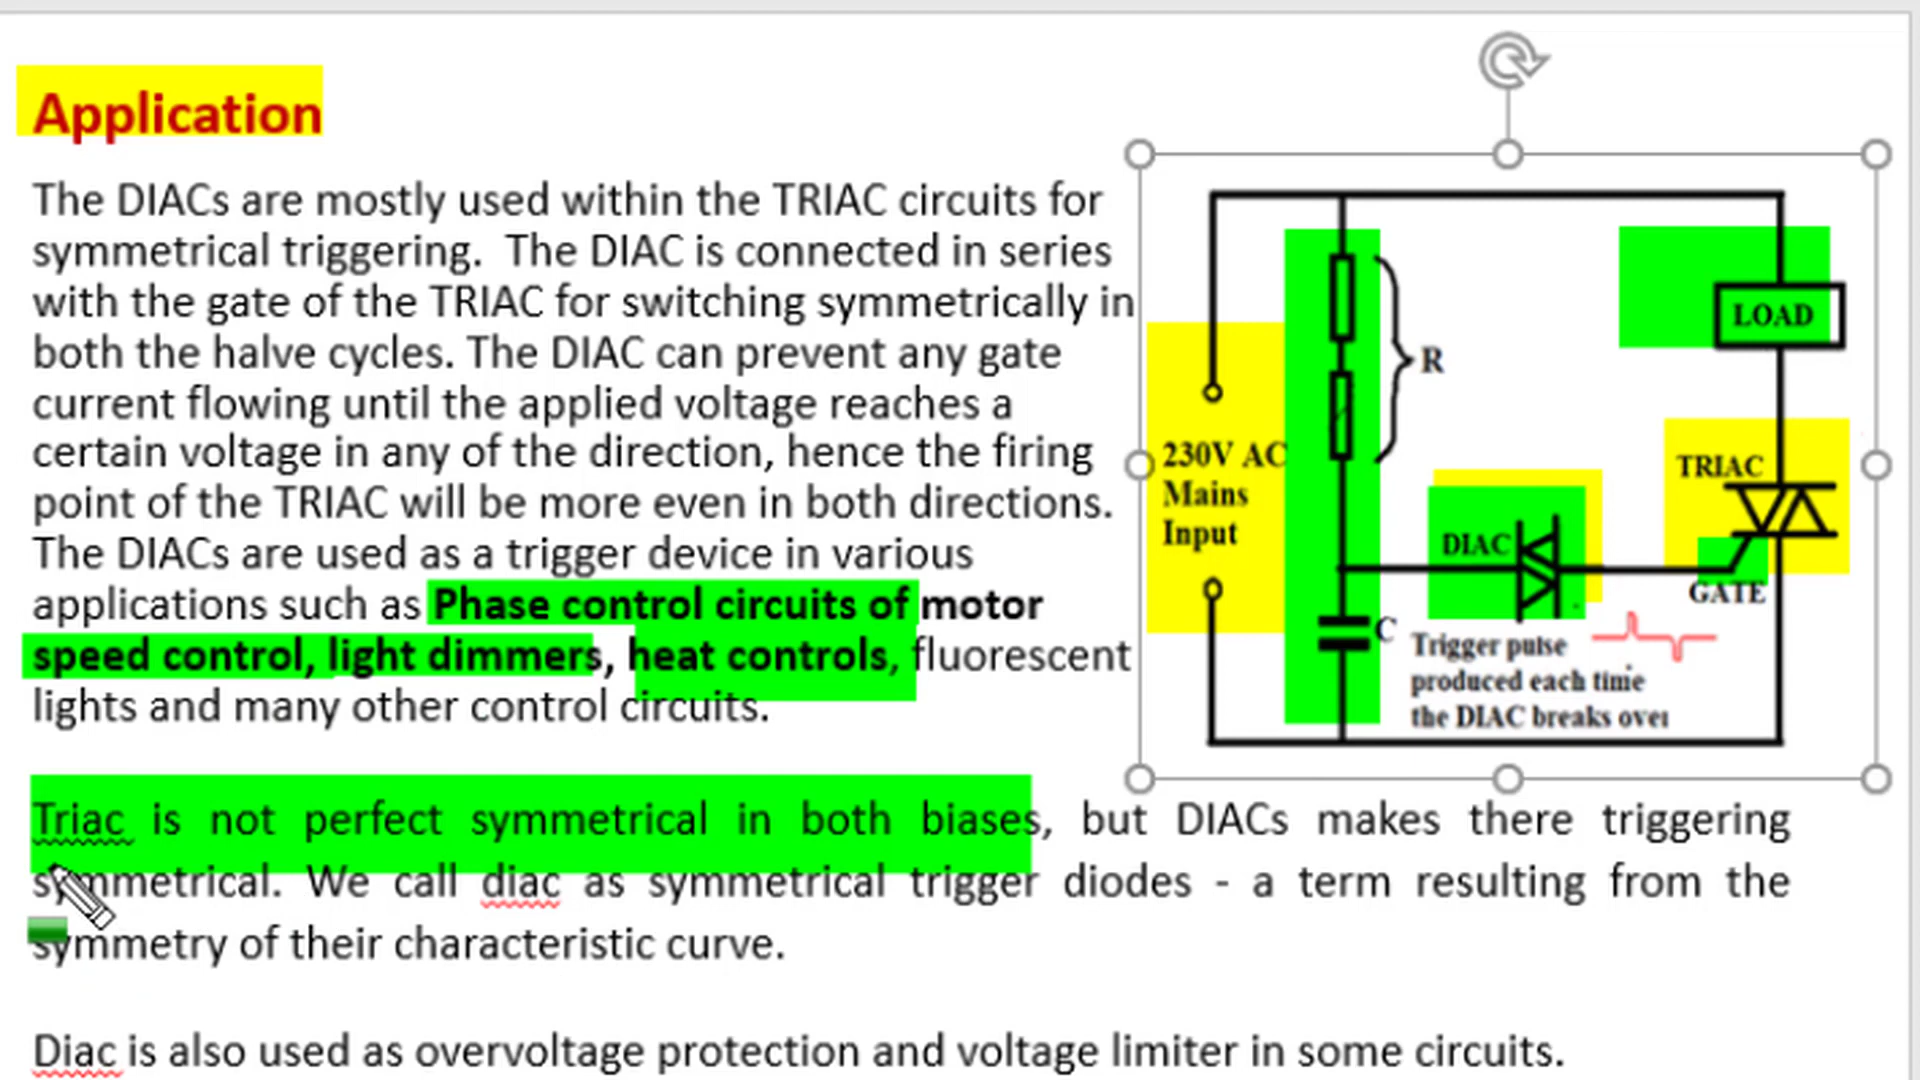 Application
The DIACs are mostly used within the TRIAC circuits for
symmetrical triggering.  The DIAC is connected in series
with the gate of the TRIAC for switching symmetrically in
both the halve cycles. The DIAC can prevent any gate
current flowing until the applied voltage reaches a
certain voltage in any of the direction, hence the firing
point of the TRIAC will be more even in both directions.
The DIACs are used as a trigger device in various
applications such as Phase control circuits of motor
speed control, light dimmers, heat controls, fluorescent
lights and many other control circuits.
LOAD
R
230V AC
Mains
Input
TRIAC
DIAC
GATE
C
Trigger pulse
produced each time
the DIAC breaks over
Triac is not perfect symmetrical in both biases, but DIACs makes there triggering
symmetrical. We call diac as symmetrical trigger diodes - a term resulting from the
symmetry of their characteristic curve.
Diac is also used as overvoltage protection and voltage limiter in some circuits.